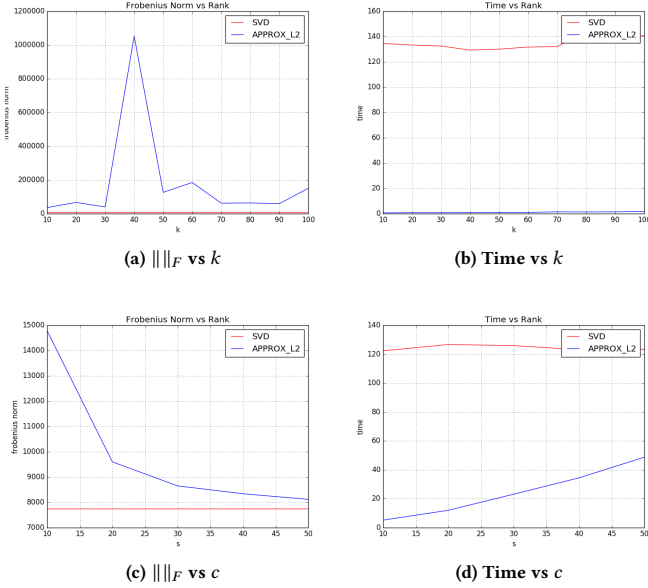 Frobenius Norm vs Rank
1200000
1000000
800000
600000
400000
200000
0
frobenius norm
10 20 30 40 50 60 70 80 90 100
k
SVD
APPROX_L2
(a) ∥∥F vs k
Time vs Rank
160
140
120
100
80
60
40
20
0
time
10 20 30 40 50 60 70 80 90 100
k
SVD
APPROX_L2
(b) Time vs k
Frobenius Norm vs Rank
15000
14000
13000
12000
11000
10000
9000
8000
7000
frobenius norm
10 15 20 25 30 35 40 45 50
s
SVD
APPROX_L2
(c) ∥∥F vs c
Time vs Rank
140
120
100
80
60
40
20
0
time
10 15 20 25 30 35 40 45 50
s
SVD
APPROX_L2
(d) Time vs c